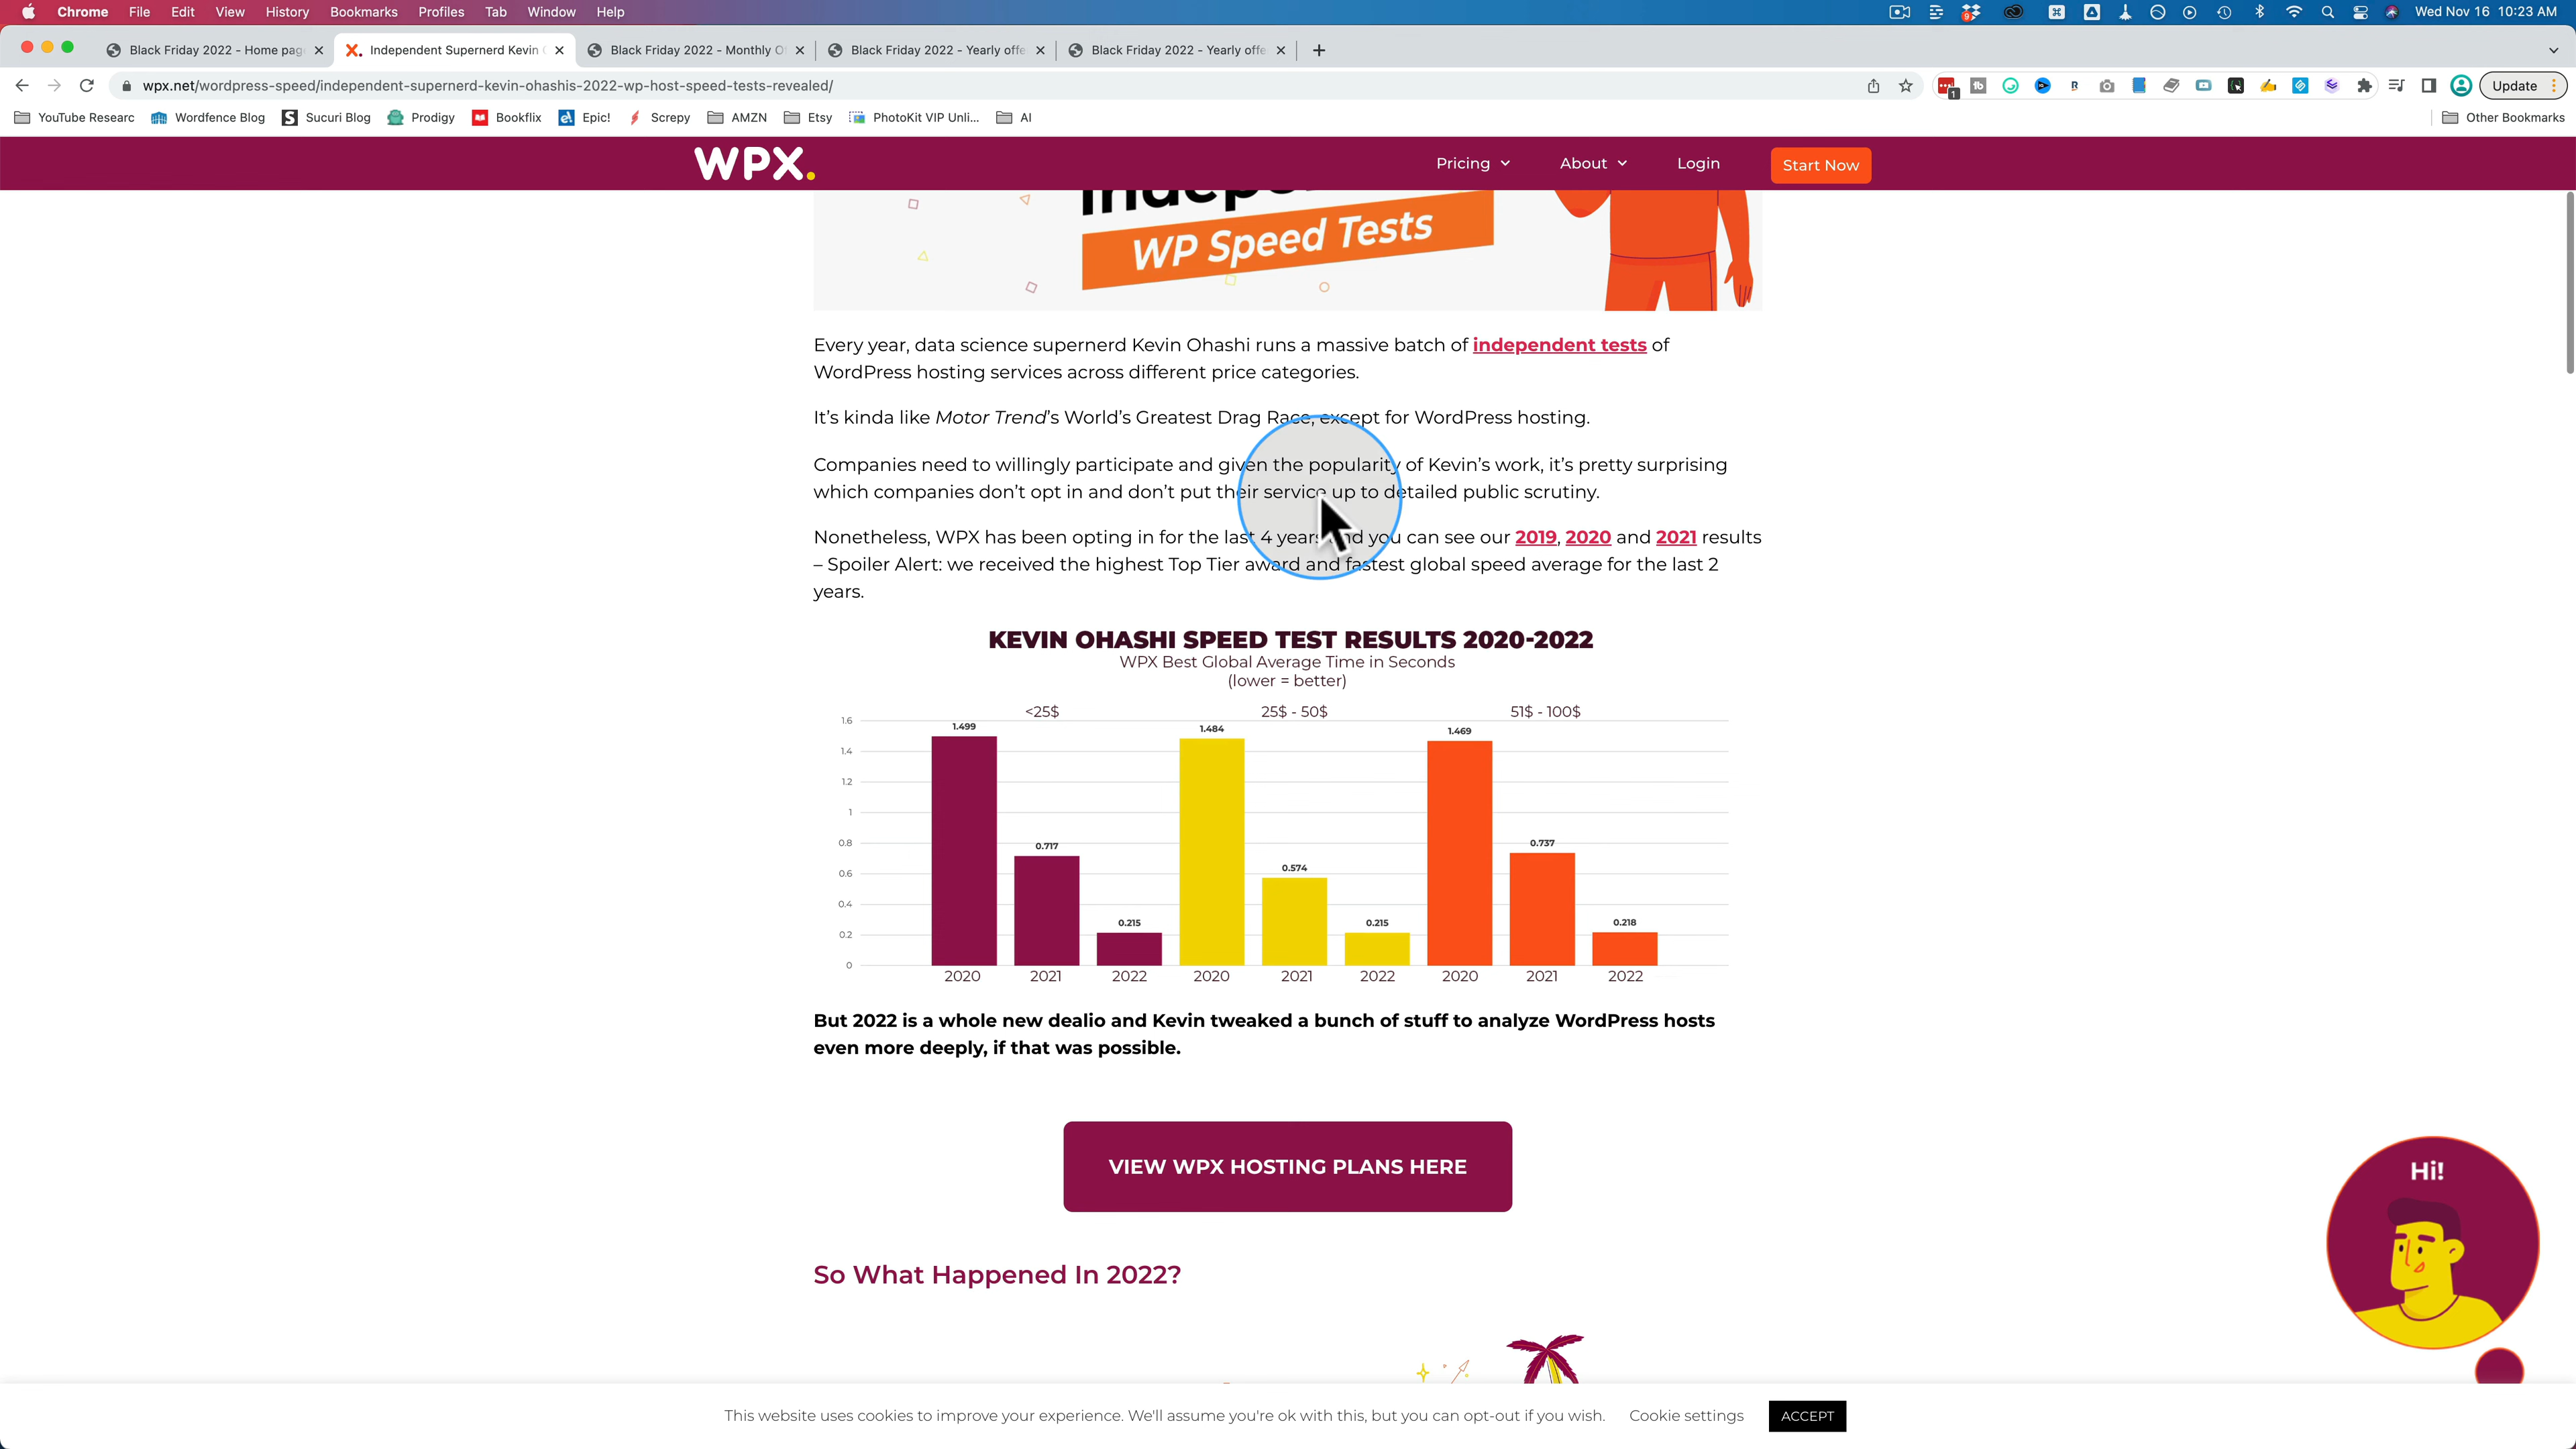 Chrome File Edit View History Bookmarks Profiles Tab Window Help
9
Wed Nov 16 10:23 AM
Black Friday 2022 - Home pag
Independent Supernerd Kevin
Black Friday 2022 - Monthly O
Black Friday 2022 - Yearly offe
Black Friday 2022 - Yearly offe
wpx.net/wordpress-speed/independent-supernerd-kevin-ohashis-2022-wp-host-speed-tests-revealed/
1
Update
YouTube Researc
Wordfence Blog
Sucuri Blog
Prodigy
Bookflix
Epic!
Screpy
AMZN
Etsy
PhotoKit VIP Unli...
AI
Other Bookmarks
WPX.
Pricing
About
Login
Start Now
WP Speed Tests
Every year, data science supernerd Kevin Ohashi runs a massive batch of independent tests of
WordPress hosting services across different price categories.
It's kinda like Motor Trend's World's Greatest Drag Race, except for WordPress hosting.
Companies need to willingly participate and given the popularity of Kevin's work, it's pretty surprising
which companies don't opt in and don't put their service up to detailed public scrutiny.
Nonetheless, WPX has been opting in for the last 4 years you can see our 2019, 2020 and 2021 results
– Spoiler Alert: we received the highest Top Tier award and fastest global speed average for the last 2
years.
KEVIN OHASHI SPEED TEST RESULTS 2020-2022
WPX Best Global Average Time in Seconds
(lower = better)
<25$ 25$ - 50$ 51$ - 100$
1.6
1.499 1.484 1.469
1.4
1.2
1
0.8
0.717 0.574 0.737
0.6
0.4
0.215 0.215 0.218
0.2
0
2020 2021 2022 2020 2021 2022 2020 2021 2022
But 2022 is a whole new dealio and Kevin tweaked a bunch of stuff to analyze WordPress hosts
even more deeply, if that was possible.
VIEW WPX HOSTING PLANS HERE
So What Happened In 2022?
Hi!
This website uses cookies to improve your experience. We'll assume you're ok with this, but you can opt-out if you wish.
Cookie settings
ACCEPT